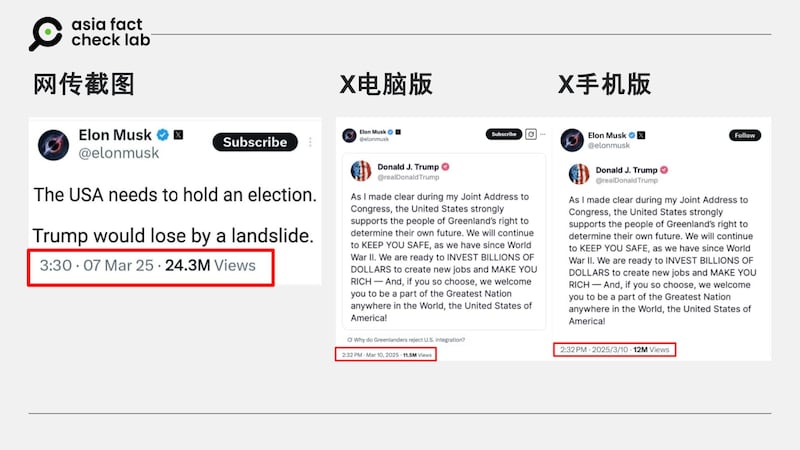 asia fact
check lab
网传截图
X电脑版
X手机版
Elon Musk
@elonmusk
Subscribe
The USA needs to hold an election.
Trump would lose by a landslide.
3:30 · 07 Mar 25 · 24.3M Views
Elon Musk
@elonmusk
Subscribe
Donald J. Trump
@realDonaldTrump
As I made clear during my Joint Address to
Congress, the United States strongly
supports the people of Greenland's right to
determine their own future. We will continue
to KEEP YOU SAFE, as we have since World
War II. We are ready to INVEST BILLIONS OF
DOLLARS to create new jobs and MAKE YOU
RICH — And, if you so choose, we welcome
you to be a part of the Greatest Nation
anywhere in the World, the United States of
America!
Why do Greenlanders reject U.S. integration?
2:32 PM · Mar 10, 2025 · 11.5M Views
Elon Musk
@elonmusk
Follow
Donald J. Trump
@realDonaldTrump
As I made clear during my Joint Address to
Congress, the United States strongly
supports the people of Greenland's right to
determine their own future. We will continue
to KEEP YOU SAFE, as we have since World
War II. We are ready to INVEST BILLIONS OF
DOLLARS to create new jobs and MAKE YOU
RICH — And, if you so choose, we welcome
you to be a part of the Greatest Nation
anywhere in the World, the United States of
America!
2:32 PM · 2025/3/10 · 12M Views